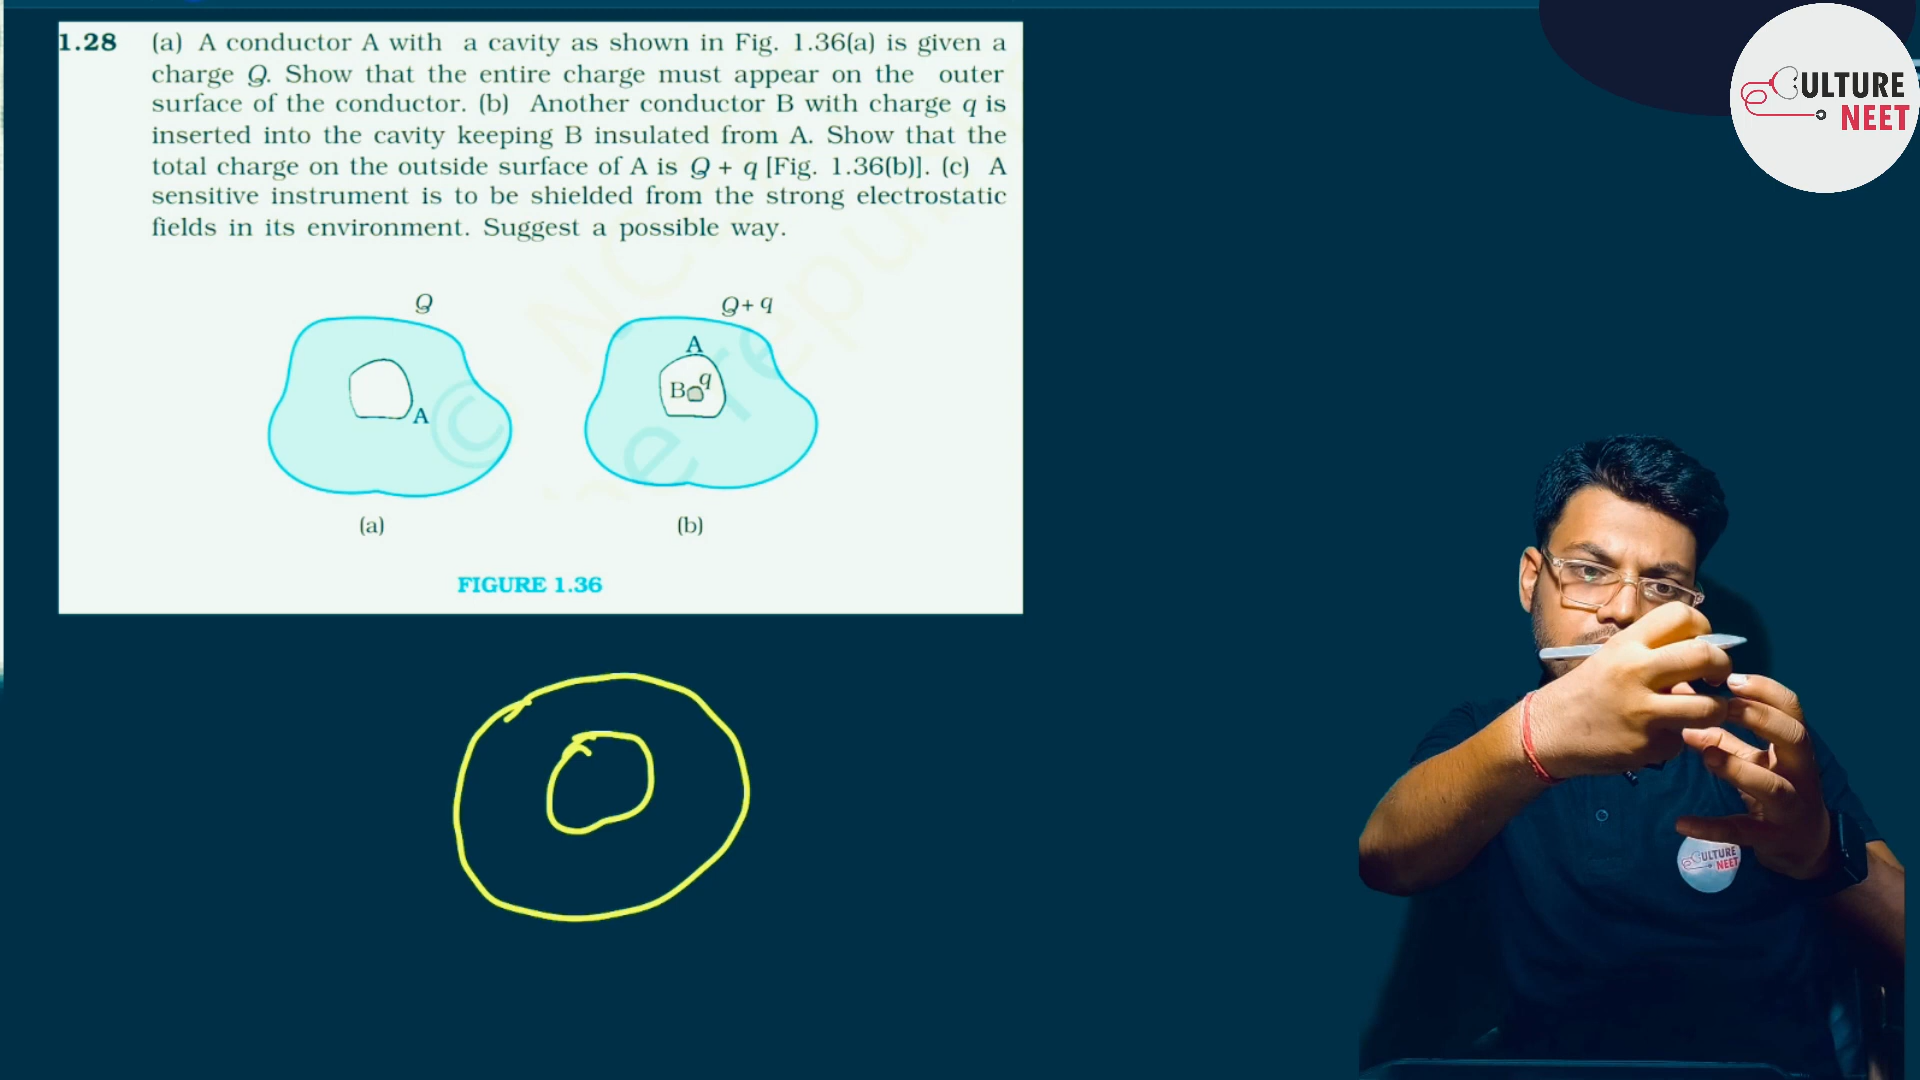 1.28 (a) A conductor A with a cavity as shown in Fig. 1.36(a) is given a
charge Q. Show that the entire charge must appear on the outer
surface of the conductor. (b) Another conductor B with charge q is
inserted into the cavity keeping B insulated from A. Show that the
total charge on the outside surface of A is Q + q [Fig. 1.36(b)]. (c) A
sensitive instrument is to be shielded from the strong electrostatic
fields in its environment. Suggest a possible way.
Q
A
(a)
Q+ q
A
B q
(b)
FIGURE 1.36
CULTURE
NEET
CULTURE
NEET